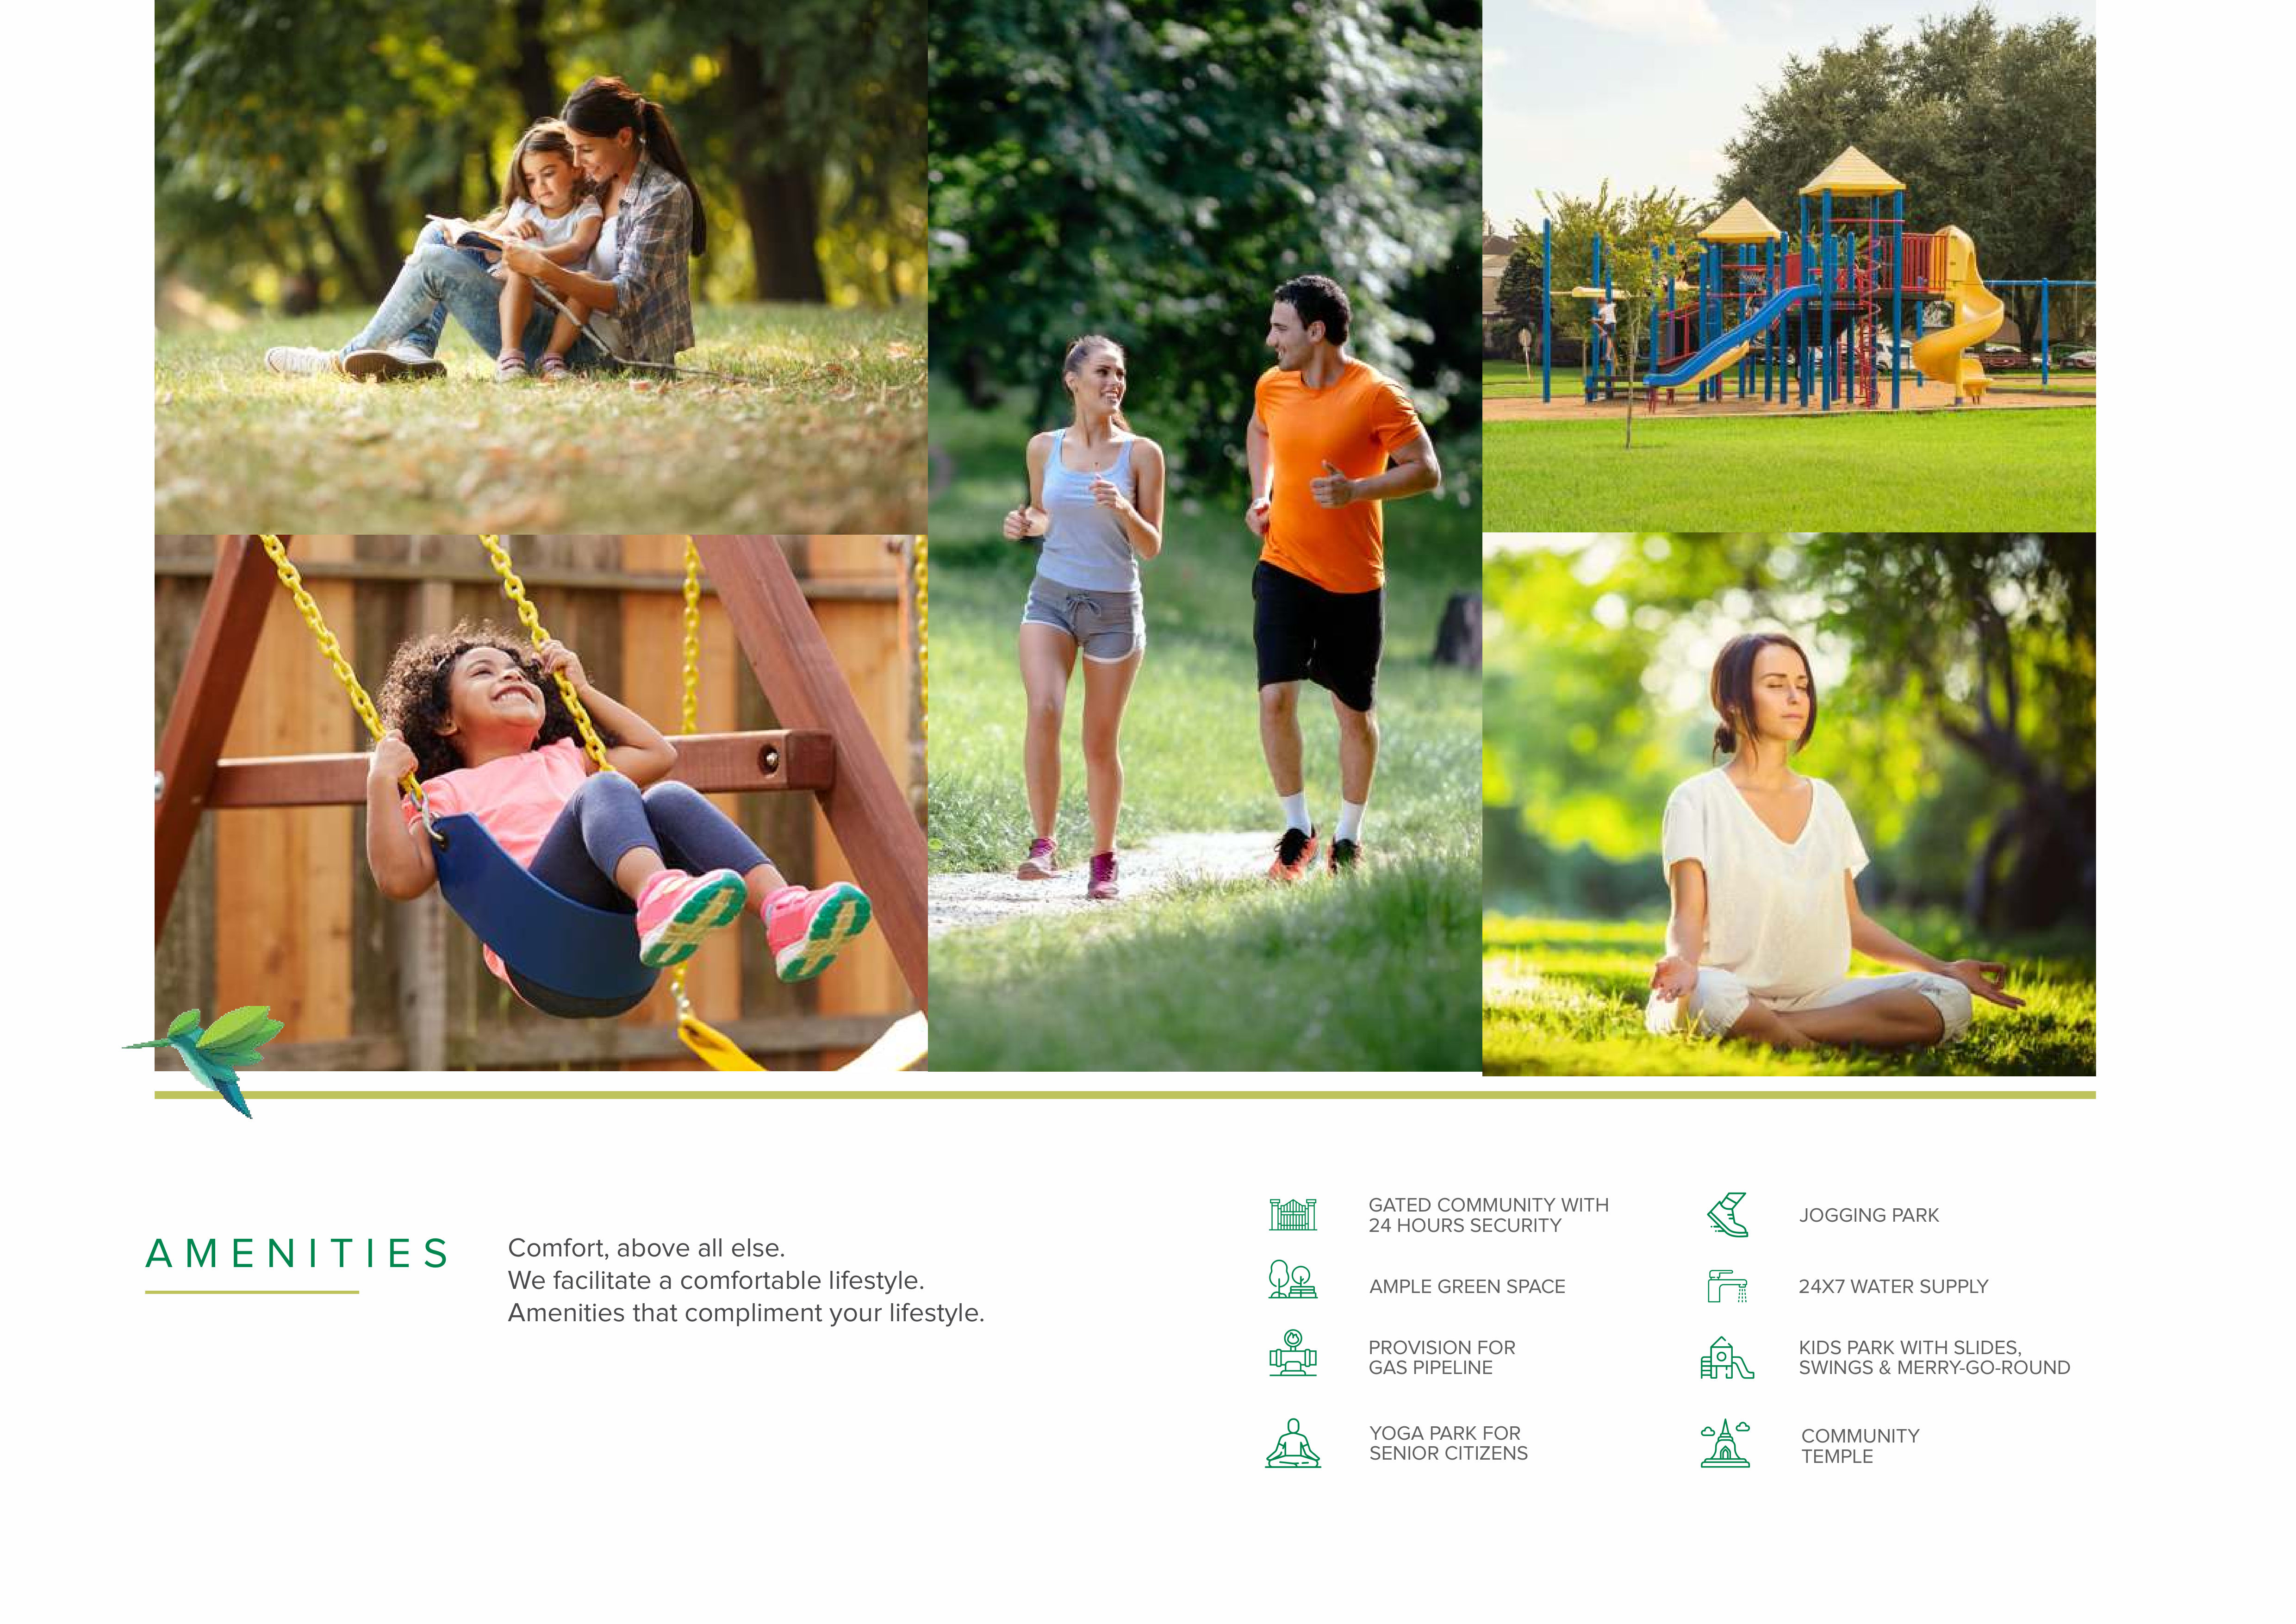 AMENITIES
Comfort, above all else.
We facilitate a comfortable lifestyle.
Amenities that compliment your lifestyle.
GATED COMMUNITY WITH
24 HOURS SECURITY
AMPLE GREEN SPACE
PROVISION FOR
GAS PIPELINE
YOGA PARK FOR
SENIOR CITIZENS
JOGGING PARK
24X7 WATER SUPPLY
KIDS PARK WITH SLIDES,
SWINGS & MERRY-GO-ROUND
COMMUNITY
TEMPLE